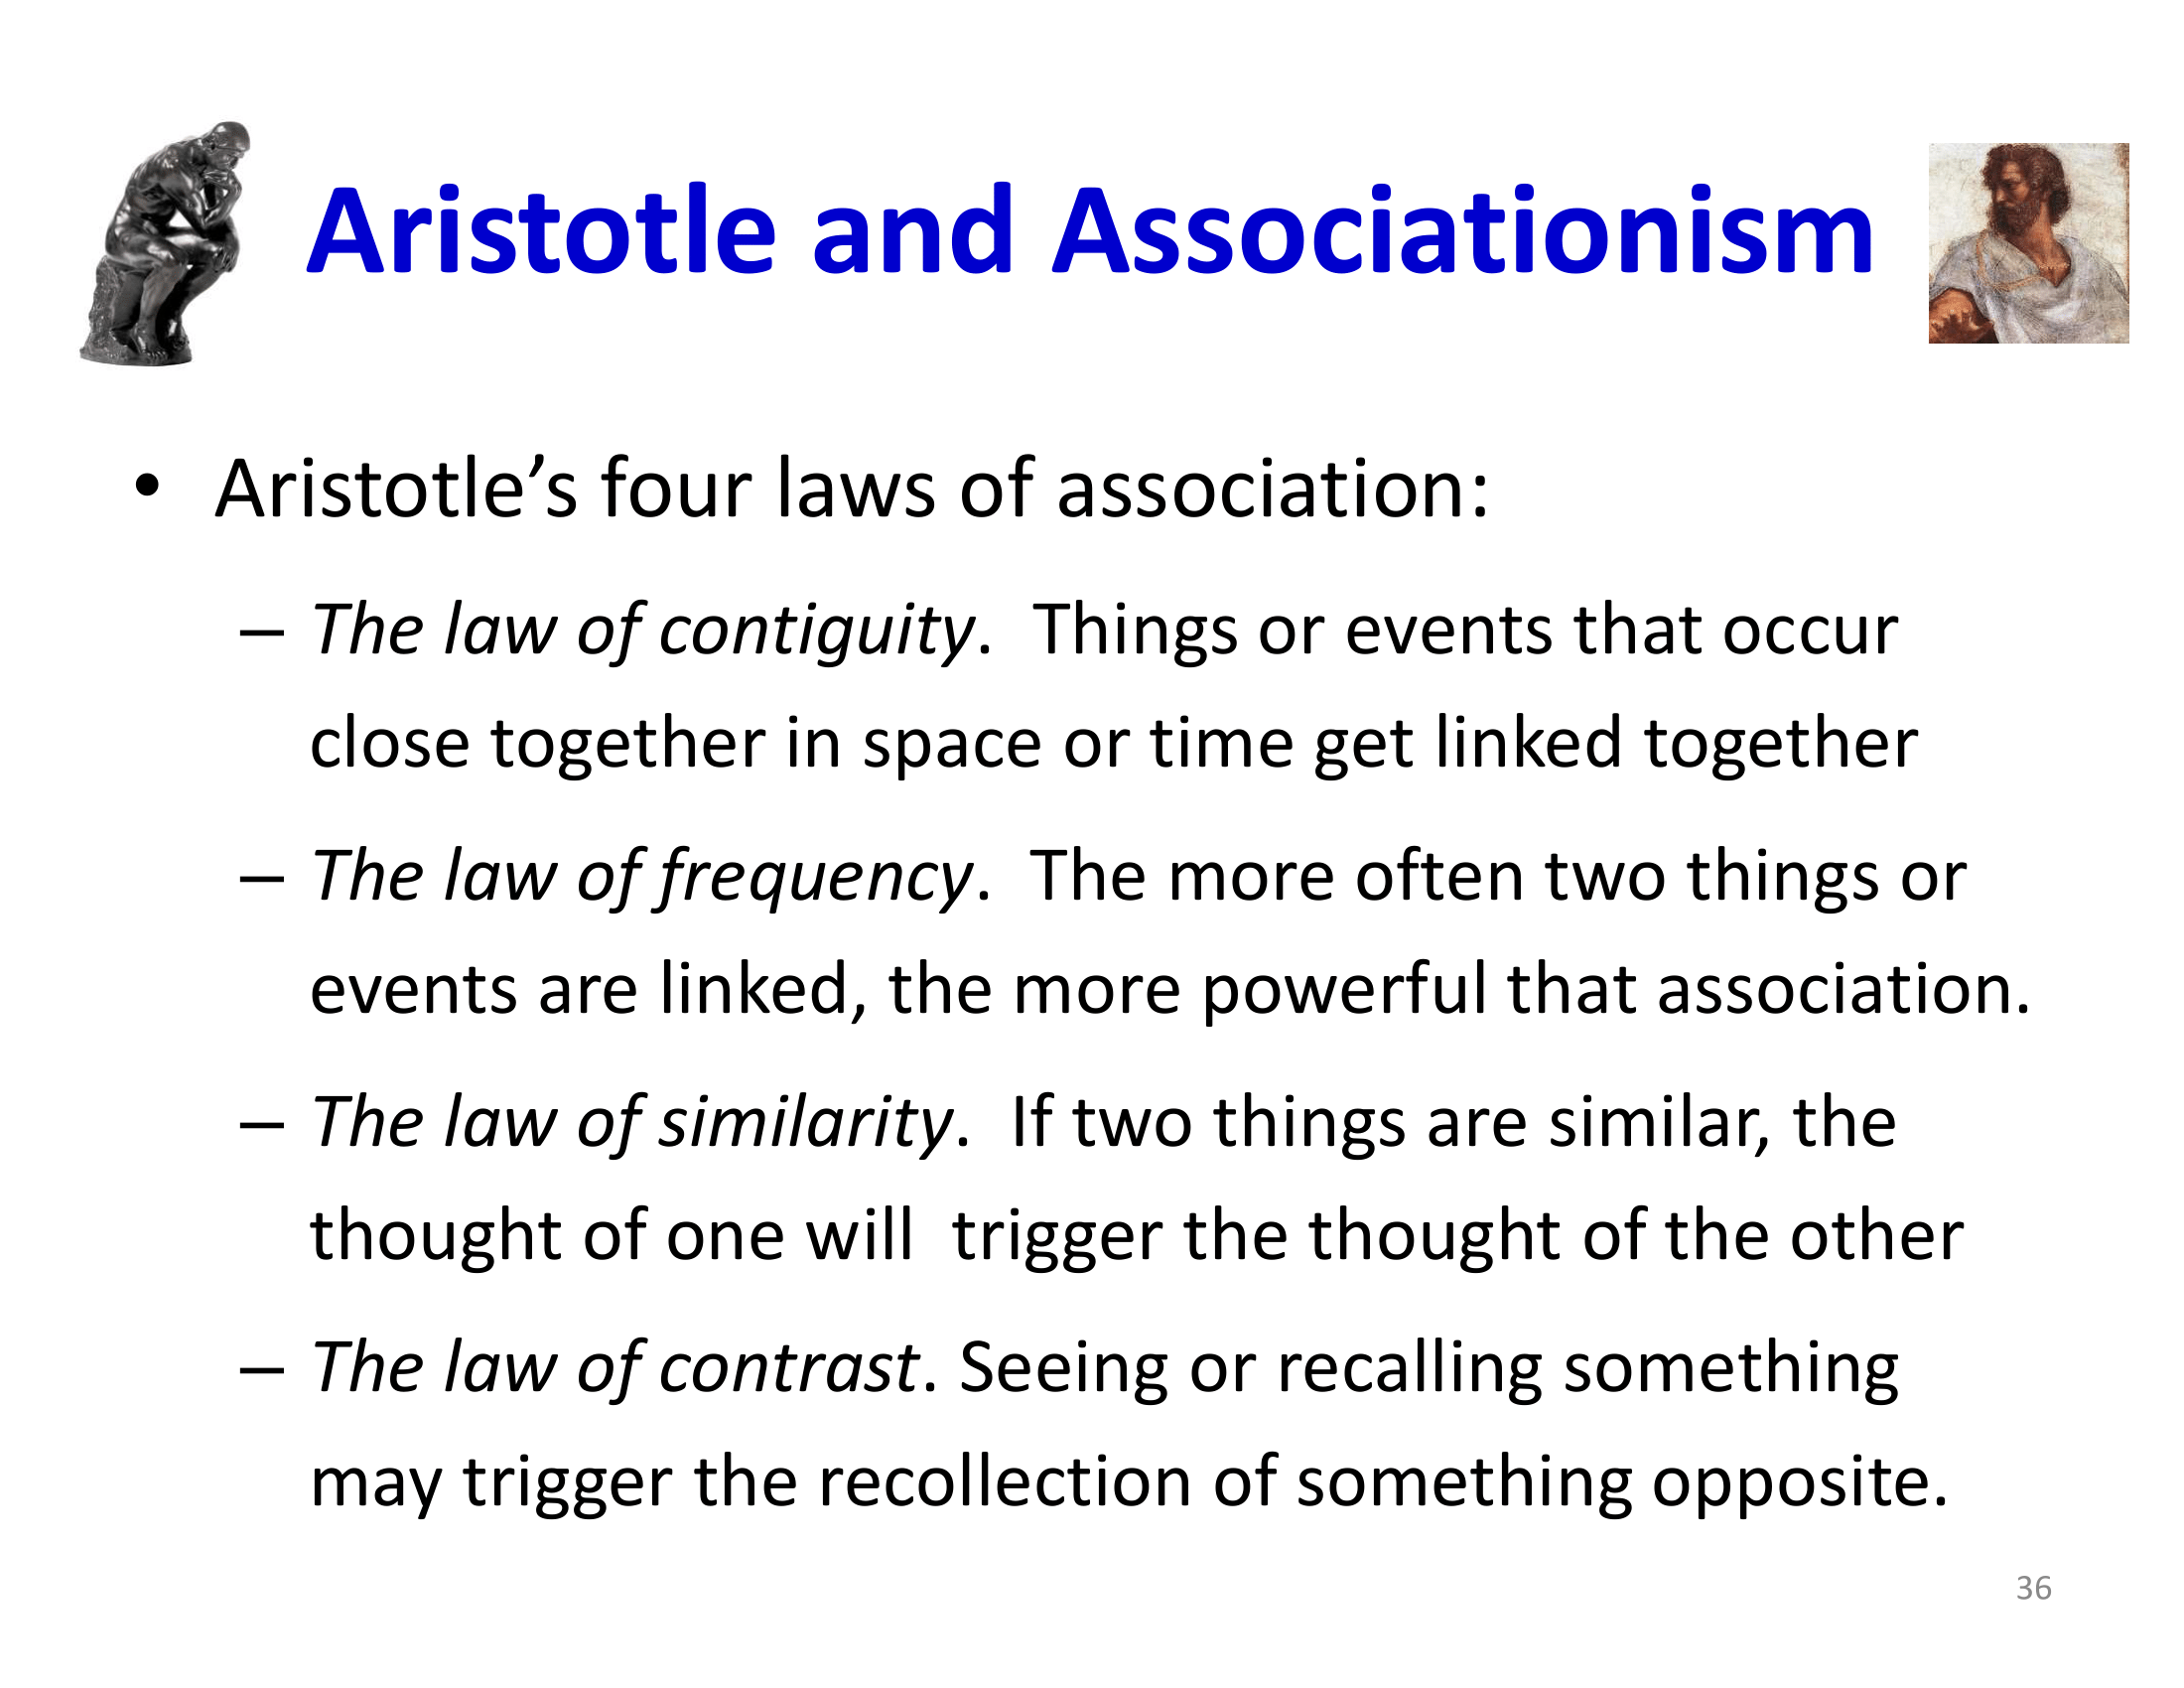 Aristotle and Associationism
• Aristotle’s four laws of association:
– The law of contiguity.  Things or events that occur
close together in space or time get linked together
– The law of frequency.  The more often two things or
events are linked, the more powerful that association.
– The law of similarity.  If two things are similar, the
thought of one will  trigger the thought of the other
– The law of contrast. Seeing or recalling something
may trigger the recollection of something opposite.
36